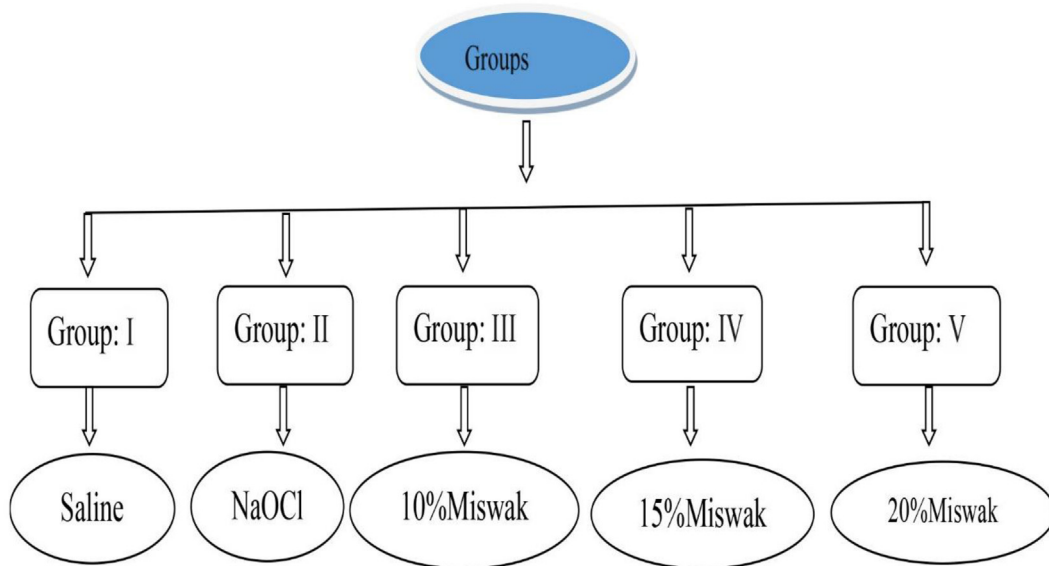 Groups
Group: I
Group: II
Group: III
Group: IV
Group: V
Saline
NaOCl
10%Miswak
15%Miswak
20%Miswak